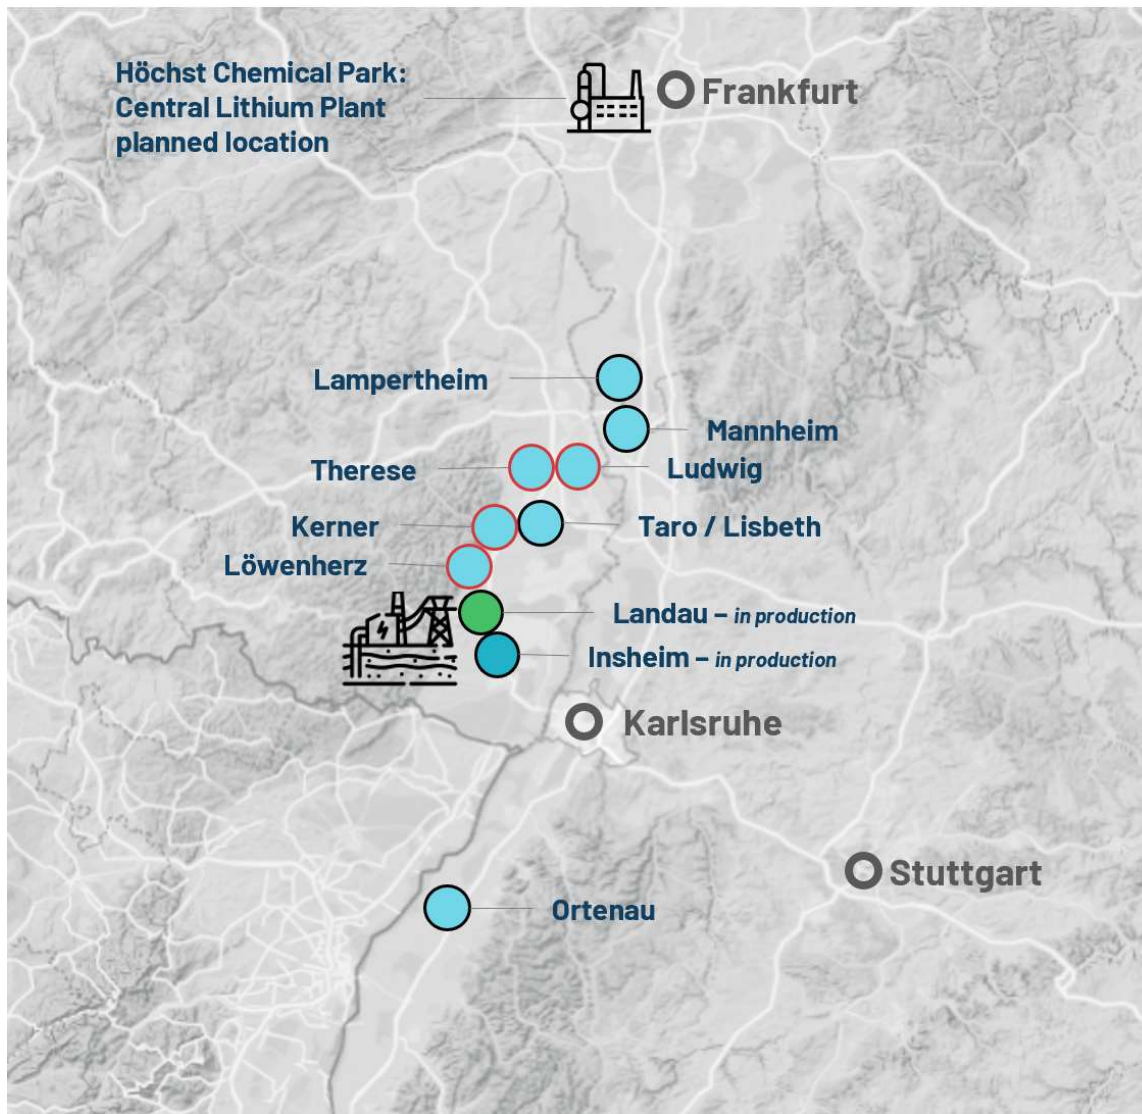 Höchst Chemical Park:
Central Lithium Plant
planned location
Frankfurt
Lampertheim
Mannheim
Therese
Ludwig
Kerner
Taro / Lisbeth
Löwenherz
Landau – in production
Insheim – in production
Karlsruhe
Stuttgart
Ortenau